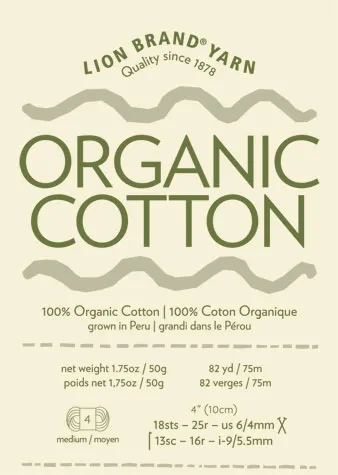 LION BRAND® YARN
Quality since 1878
ORGANIC
COTTON
100% Organic Cotton | 100% Coton Organique
grown in Peru | grandi dans le Pérou
net weight 1.75oz / 50g
poids net 1,75oz / 50g
82 yd / 75m
82 verges / 75m
4
medium / moyen
4" (10cm)
18sts – 25r – us 6/4mm
13sc – 16r – i-9/5.5mm